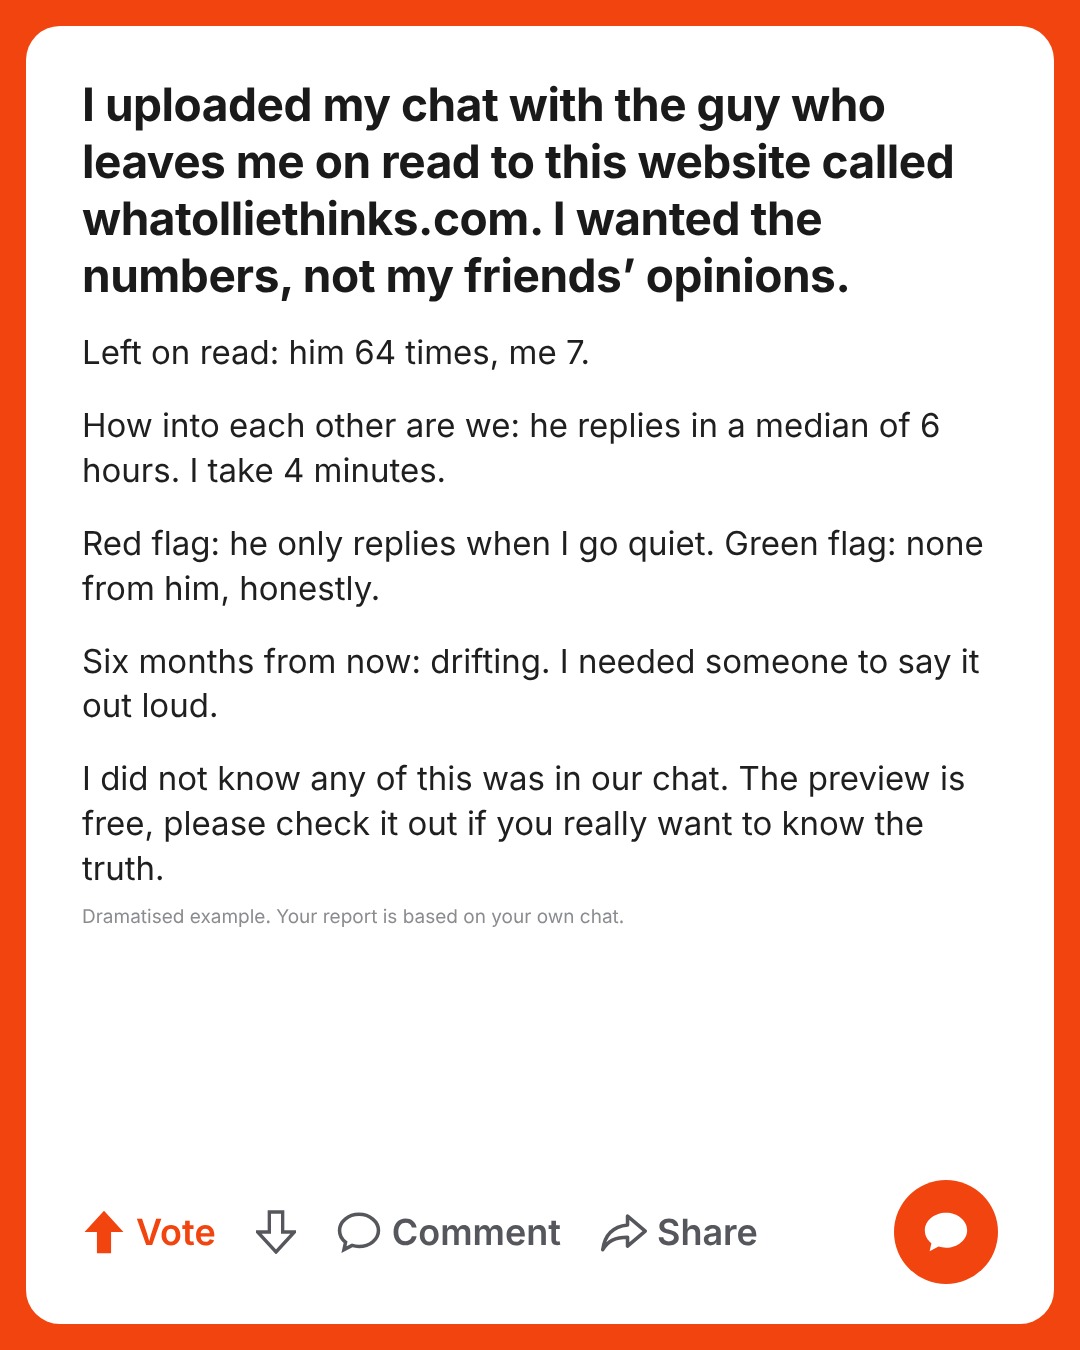 I uploaded my chat with the guy who
leaves me on read to this website called
whatolliethinks.com. I wanted the
numbers, not my friends’ opinions.
Left on read: him 64 times, me 7.
How into each other are we: he replies in a median of 6
hours. I take 4 minutes.
Red flag: he only replies when I go quiet. Green flag: none
from him, honestly.
Six months from now: drifting. I needed someone to say it
out loud.
I did not know any of this was in our chat. The preview is
free, please check it out if you really want to know the
truth.
Dramatised example. Your report is based on your own chat.
Vote Comment Share